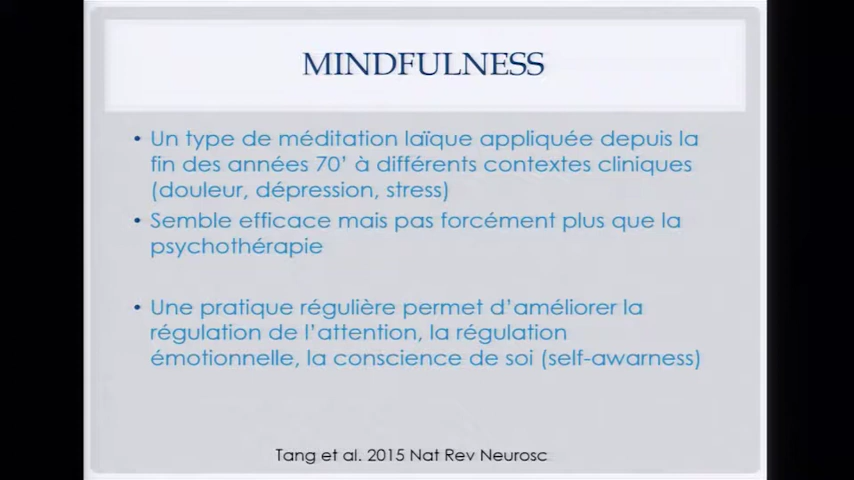 MINDFULNESS
• Un type de méditation laïque appliquée depuis la
fin des années 70' à différents contextes cliniques
(douleur, dépression, stress)
• Semble efficace mais pas forcément plus que la
psychothérapie
• Une pratique régulière permet d'améliorer la
régulation de l'attention, la régulation
émotionnelle, la conscience de soi (self-awarness)
Tang et al. 2015 Nat Rev Neurosc